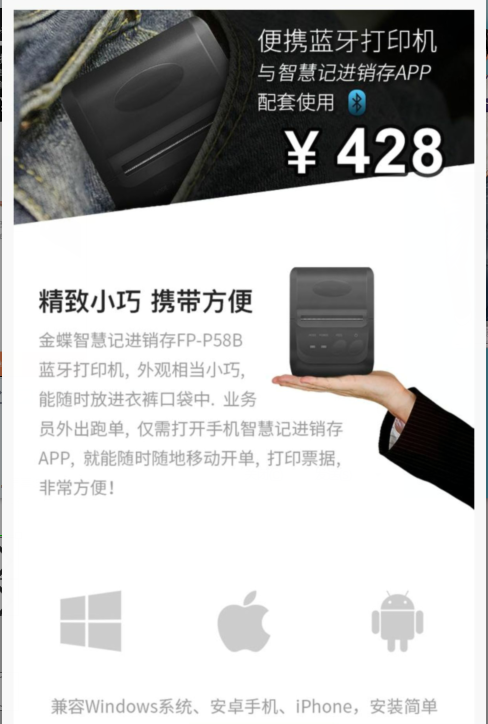 便携蓝牙打印机
与智慧记进销存APP
配套使用
¥ 428
精致小巧 携带方便
金蝶智慧记进销存FP-P58B
蓝牙打印机, 外观相当小巧,
能随时放进衣裤口袋中. 业务
员外出跑单, 仅需打开手机智慧记进销存
APP, 就能随时随地移动开单, 打印票据,
非常方便!
兼容Windows系统、安卓手机、iPhone，安装简单